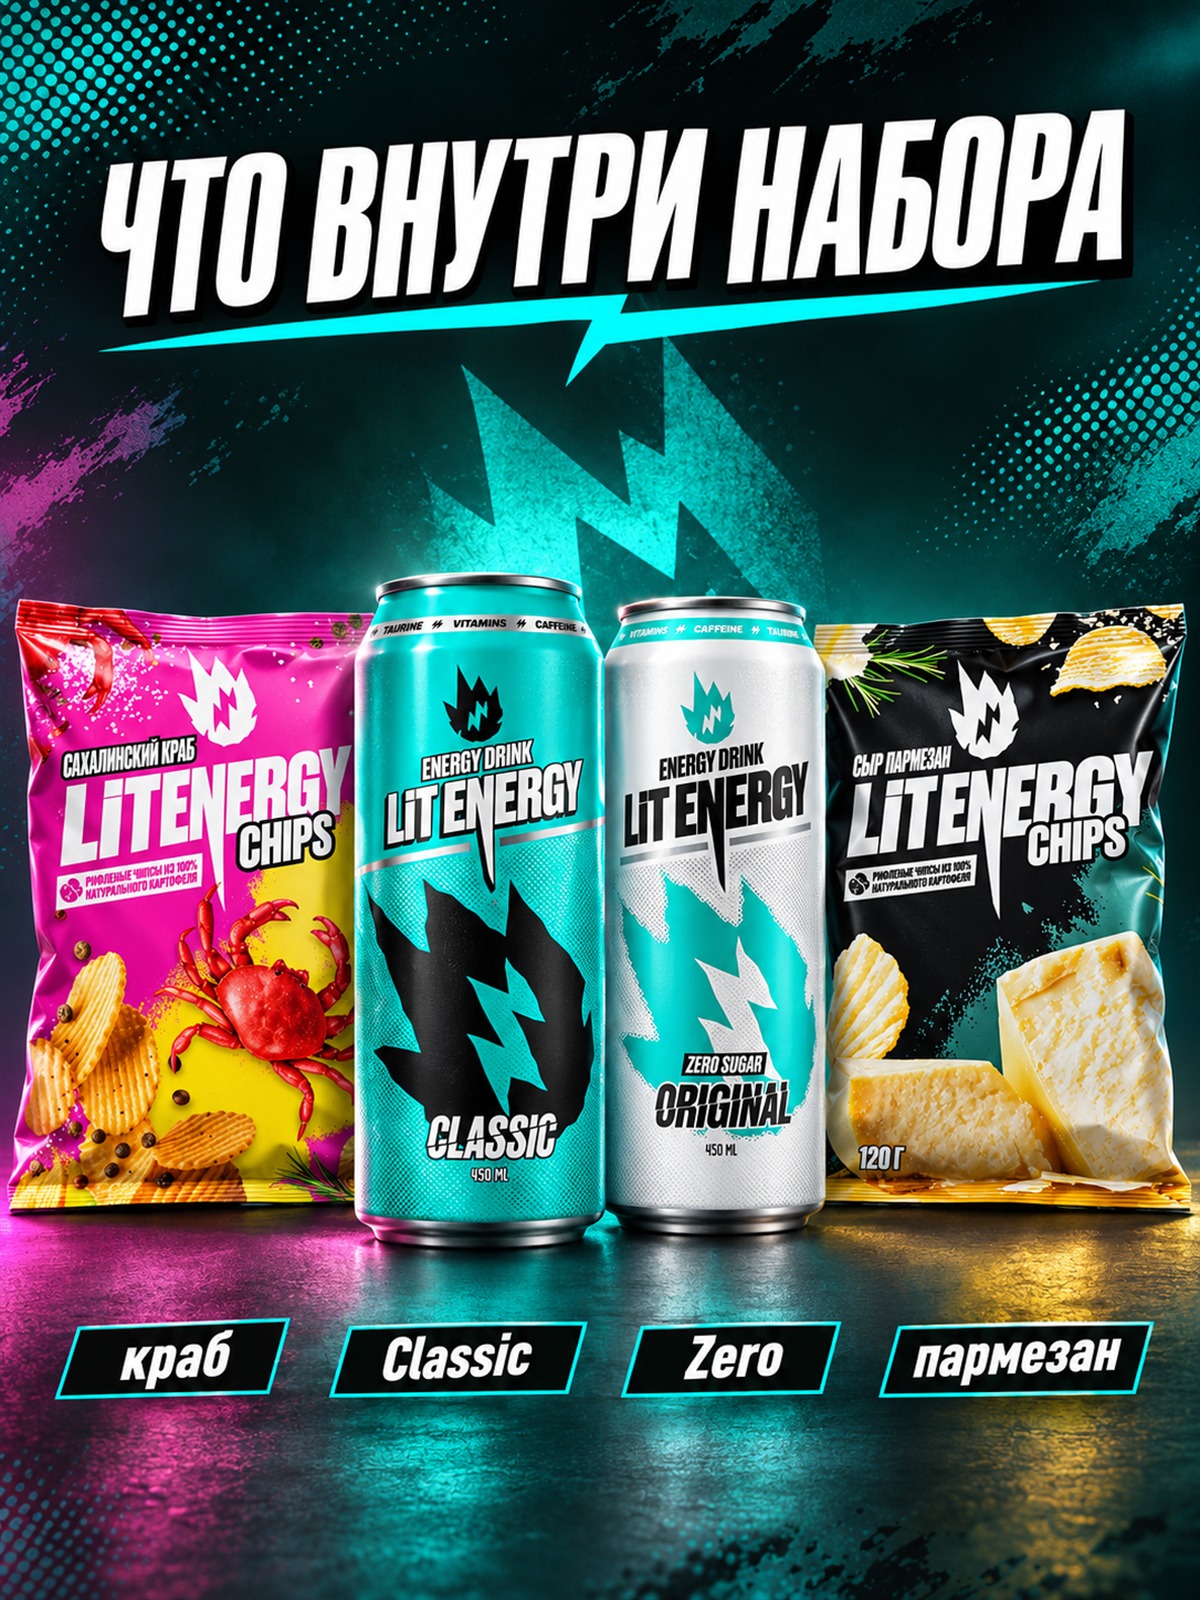 ЧТО ВНУТРИ НАБОРА
САХАЛИНСКИЙ КРАБ
LITENERGY
CHIPS
РИФЛЕНЫЕ ЧИПСЫ ИЗ 100%
НАТУРАЛЬНОГО КАРТОФЕЛЯ
TAURINE VITAMINS CAFFEINE
ENERGY DRINK
LIT ENERGY
CLASSIC
450 ML
VITAMINS CAFFEINE TAURINE
ENERGY DRINK
LIT ENERGY
ZERO SUGAR
ORIGINAL
450 ML
СЫР ПАРМЕЗАН
LITENERGY
CHIPS
РИФЛЕНЫЕ ЧИПСЫ ИЗ 100%
НАТУРАЛЬНОГО КАРТОФЕЛЯ
120 Г
краб
Classic
Zero
пармезан